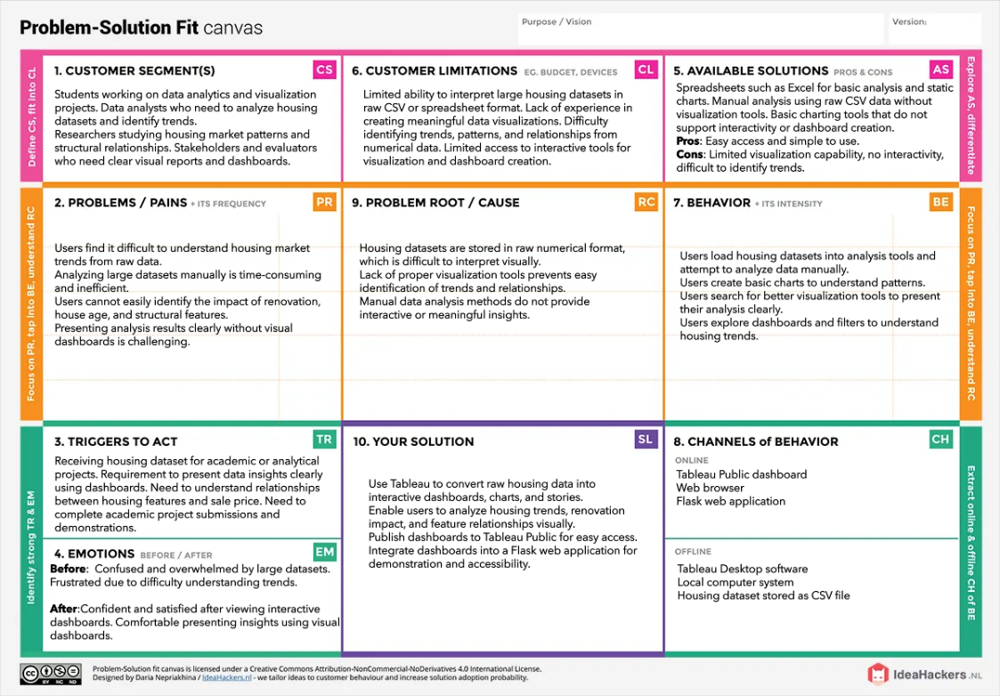 Problem-Solution Fit canvas
Purpose / Vision
Version:
Define CS, fit into CL
1. CUSTOMER SEGMENT(S)
CS
Students working on data analytics and visualization
projects. Data analysts who need to analyze housing
datasets and identify trends.
Researchers studying housing market patterns and
structural relationships. Stakeholders and evaluators
who need clear visual reports and dashboards.
6. CUSTOMER LIMITATIONS EG. BUDGET, DEVICES
CL
Limited ability to interpret large housing datasets in
raw CSV or spreadsheet format. Lack of experience in
creating meaningful data visualizations. Difficulty
identifying trends, patterns, and relationships from
numerical data. Limited access to interactive tools for
visualization and dashboard creation.
5. AVAILABLE SOLUTIONS PROS & CONS
AS
Spreadsheets such as Excel for basic analysis and static
charts. Manual analysis using raw CSV data without
visualization tools. Basic charting tools that do not
support interactivity or dashboard creation.
Pros: Easy access and simple to use.
Cons: Limited visualization capability, no interactivity,
difficult to identify trends.
Explore AS, differentiate
Focus on PR, tap into BE, understand RC
2. PROBLEMS / PAINS + ITS FREQUENCY
PR
Users find it difficult to understand housing market
trends from raw data.
Analyzing large datasets manually is time-consuming
and inefficient.
Users cannot easily identify the impact of renovation,
house age, and structural features.
Presenting analysis results clearly without visual
dashboards is challenging.
9. PROBLEM ROOT / CAUSE
RC
Housing datasets are stored in raw numerical format,
which is difficult to interpret visually.
Lack of proper visualization tools prevents easy
identification of trends and relationships.
Manual data analysis methods do not provide
interactive or meaningful insights.
7. BEHAVIOR + ITS INTENSITY
BE
Users load housing datasets into analysis tools and
attempt to analyze data manually.
Users create basic charts to understand patterns.
Users search for better visualization tools to present
their analysis clearly.
Users explore dashboards and filters to understand
housing trends.
Focus on PR, tap into BE, understand RC
Identify strong TR & EM
3. TRIGGERS TO ACT
TR
Receiving housing dataset for academic or analytical
projects. Requirement to present data insights clearly
using dashboards. Need to understand relationships
between housing features and sale price. Need to
complete academic project submissions and
demonstrations.
4. EMOTIONS BEFORE / AFTER
EM
Before: Confused and overwhelmed by large datasets.
Frustrated due to difficulty understanding trends.
After:Confident and satisfied after viewing interactive
dashboards. Comfortable presenting insights using visual
dashboards.
10. YOUR SOLUTION
SL
Use Tableau to convert raw housing data into
interactive dashboards, charts, and stories.
Enable users to analyze housing trends, renovation
impact, and feature relationships visually.
Publish dashboards to Tableau Public for easy access.
Integrate dashboards into a Flask web application for
demonstration and accessibility.
8. CHANNELS of BEHAVIOR
CH
ONLINE
Tableau Public dashboard
Web browser
Flask web application
OFFLINE
Tableau Desktop software
Local computer system
Housing dataset stored as CSV file
Extract online & offline CH of BE
cc BY NC ND
Problem-Solution fit canvas is licensed under a Creative Commons Attribution-NonCommercial-NoDerivatives 4.0 International License.
Designed by Daria Nepriakhina / IdeaHackers.nl - we tailor ideas to customer behaviour and increase solution adoption probability.
IdeaHackers.NL